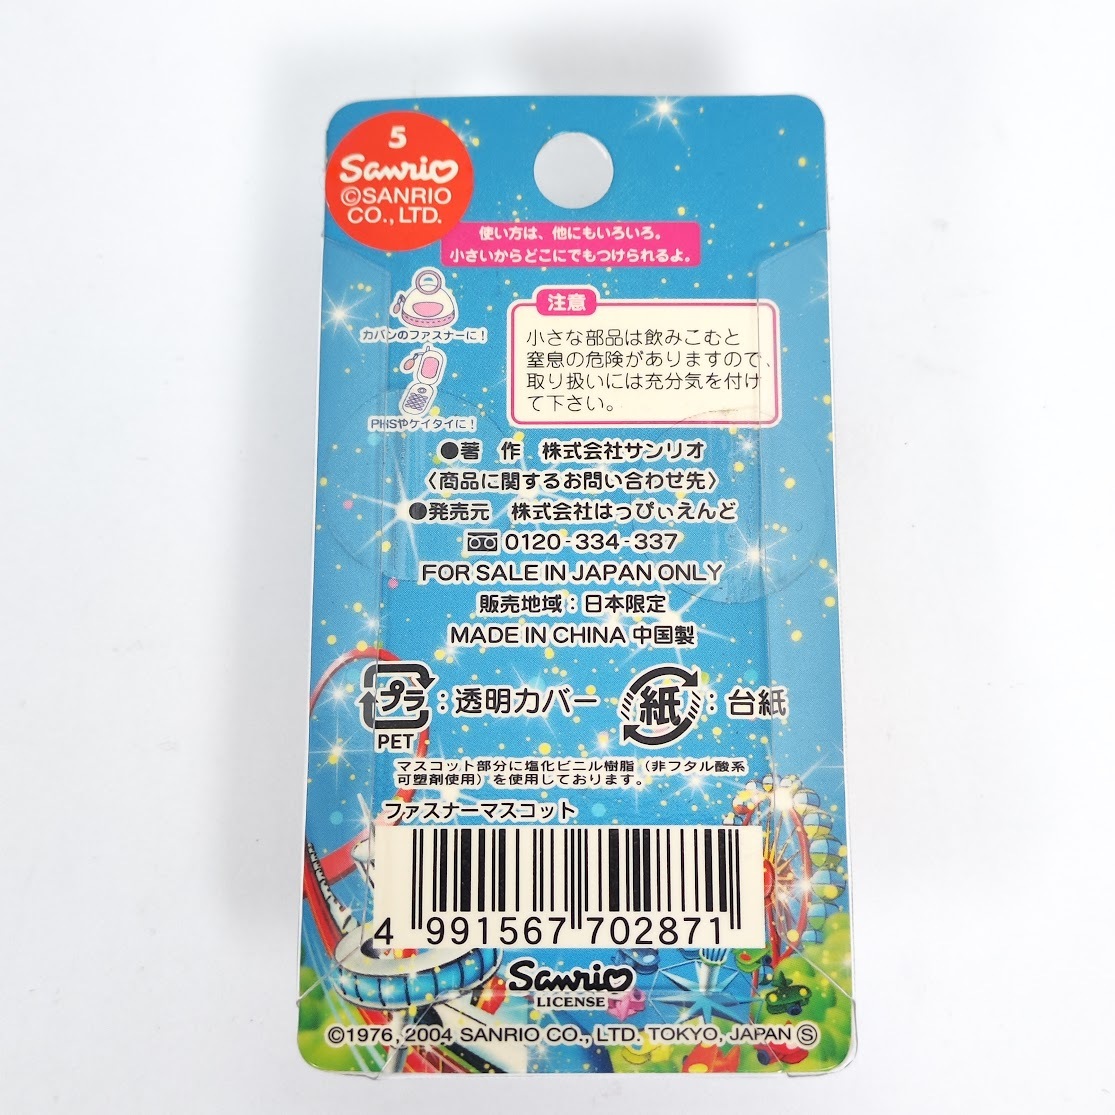 5
Sanrio
©SANRIO
CO., LTD.
使い方は、他にもいろいろ。
小さいからどこにでもつけられるよ。
カバンのファスナーに！
PHSやケイタイに！
注意
小さな部品は飲みこむと
窒息の危険がありますので、
取り扱いには充分気を付け
て下さい。
●著 作 株式会社サンリオ
〈商品に関するお問い合わせ先〉
●発売元 株式会社はっぴぃえんど
0120-334-337
FOR SALE IN JAPAN ONLY
販売地域：日本限定
MADE IN CHINA 中国製
プラ：透明カバー 紙：台紙
PET
マスコット部分に塩化ビニル樹脂（非フタル酸系
可塑剤使用）を使用しております。
ファスナーマスコット
4 991567 702871
Sanrio
LICENSE
©1976, 2004 SANRIO CO., LTD. TOKYO, JAPAN Ⓢ